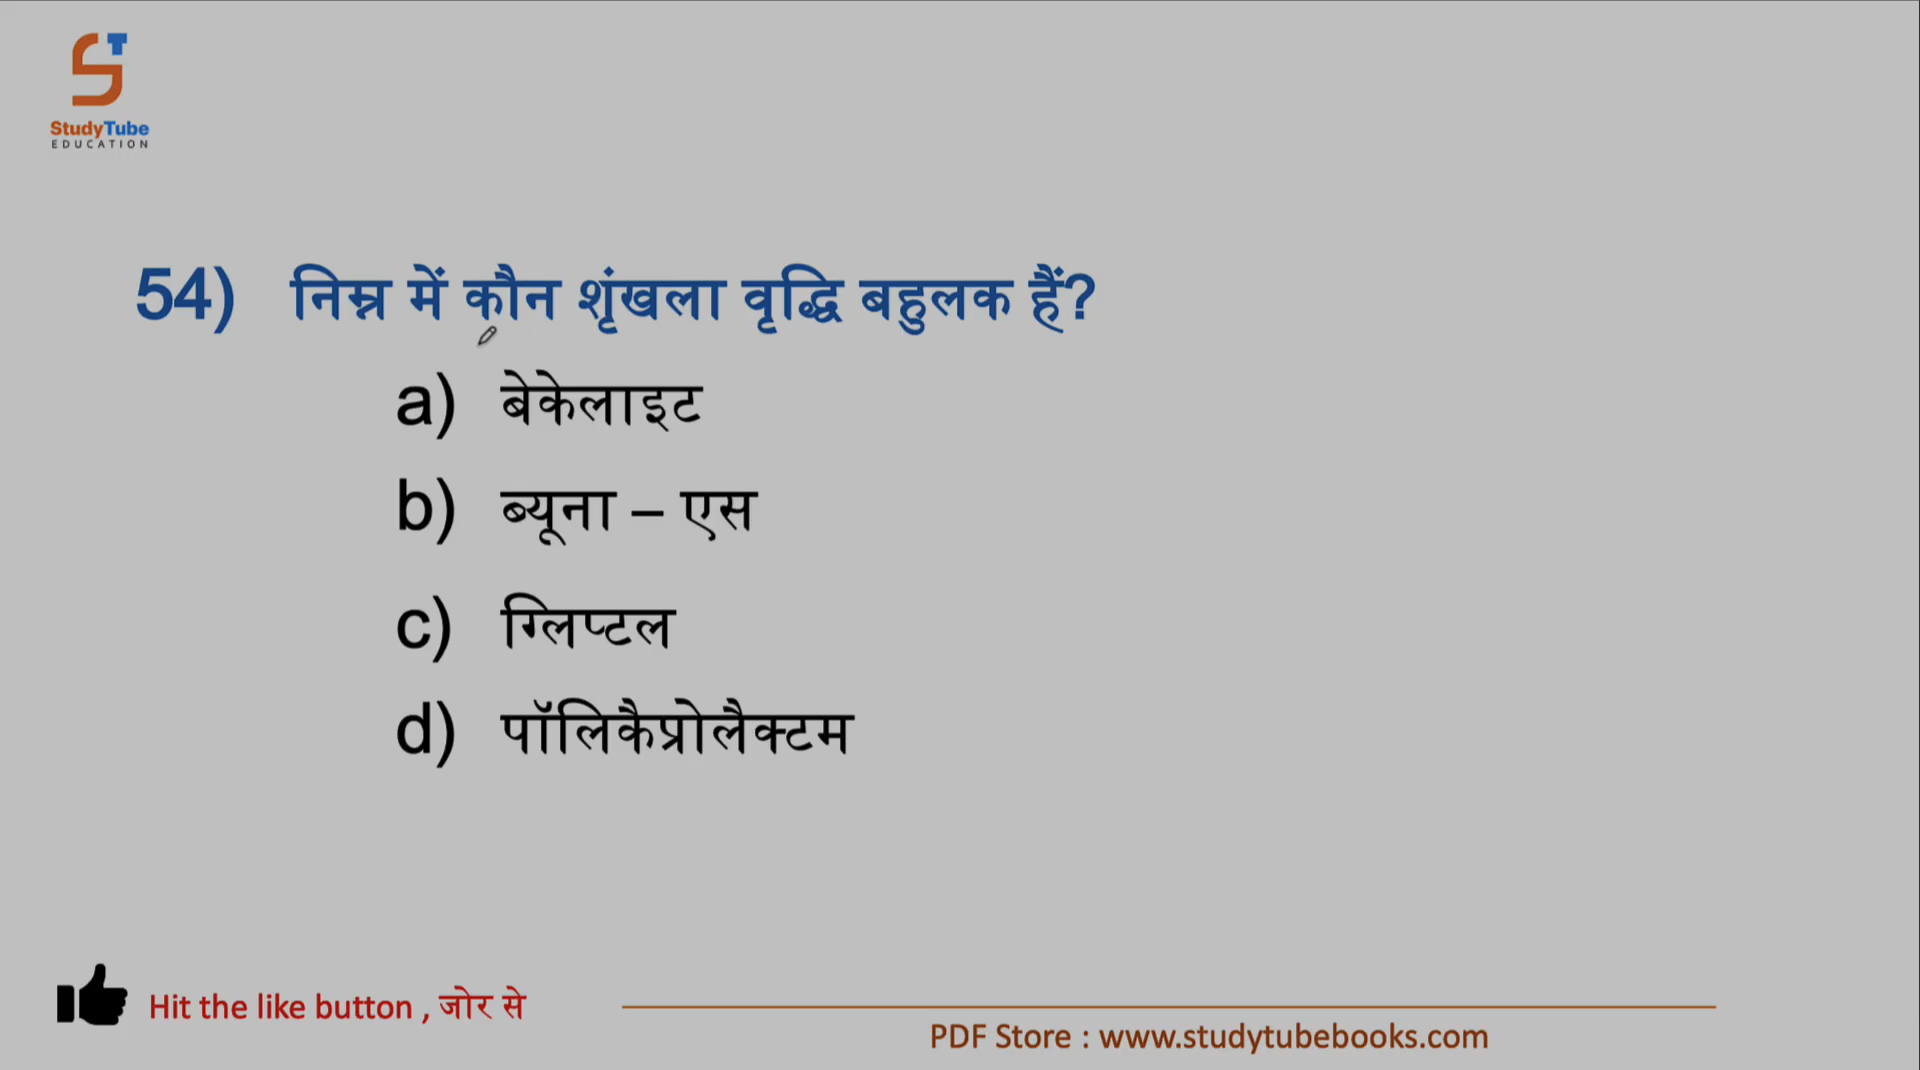 StudyTube
EDUCATION
54) निम्न में कौन शृंखला वृद्धि बहुलक हैं?
a) बेकेलाइट
b) ब्यूना – एस
c) ग्लिप्टल
d) पॉलिकैप्रोलैक्टम
Hit the like button , जोर से
PDF Store : www.studytubebooks.com